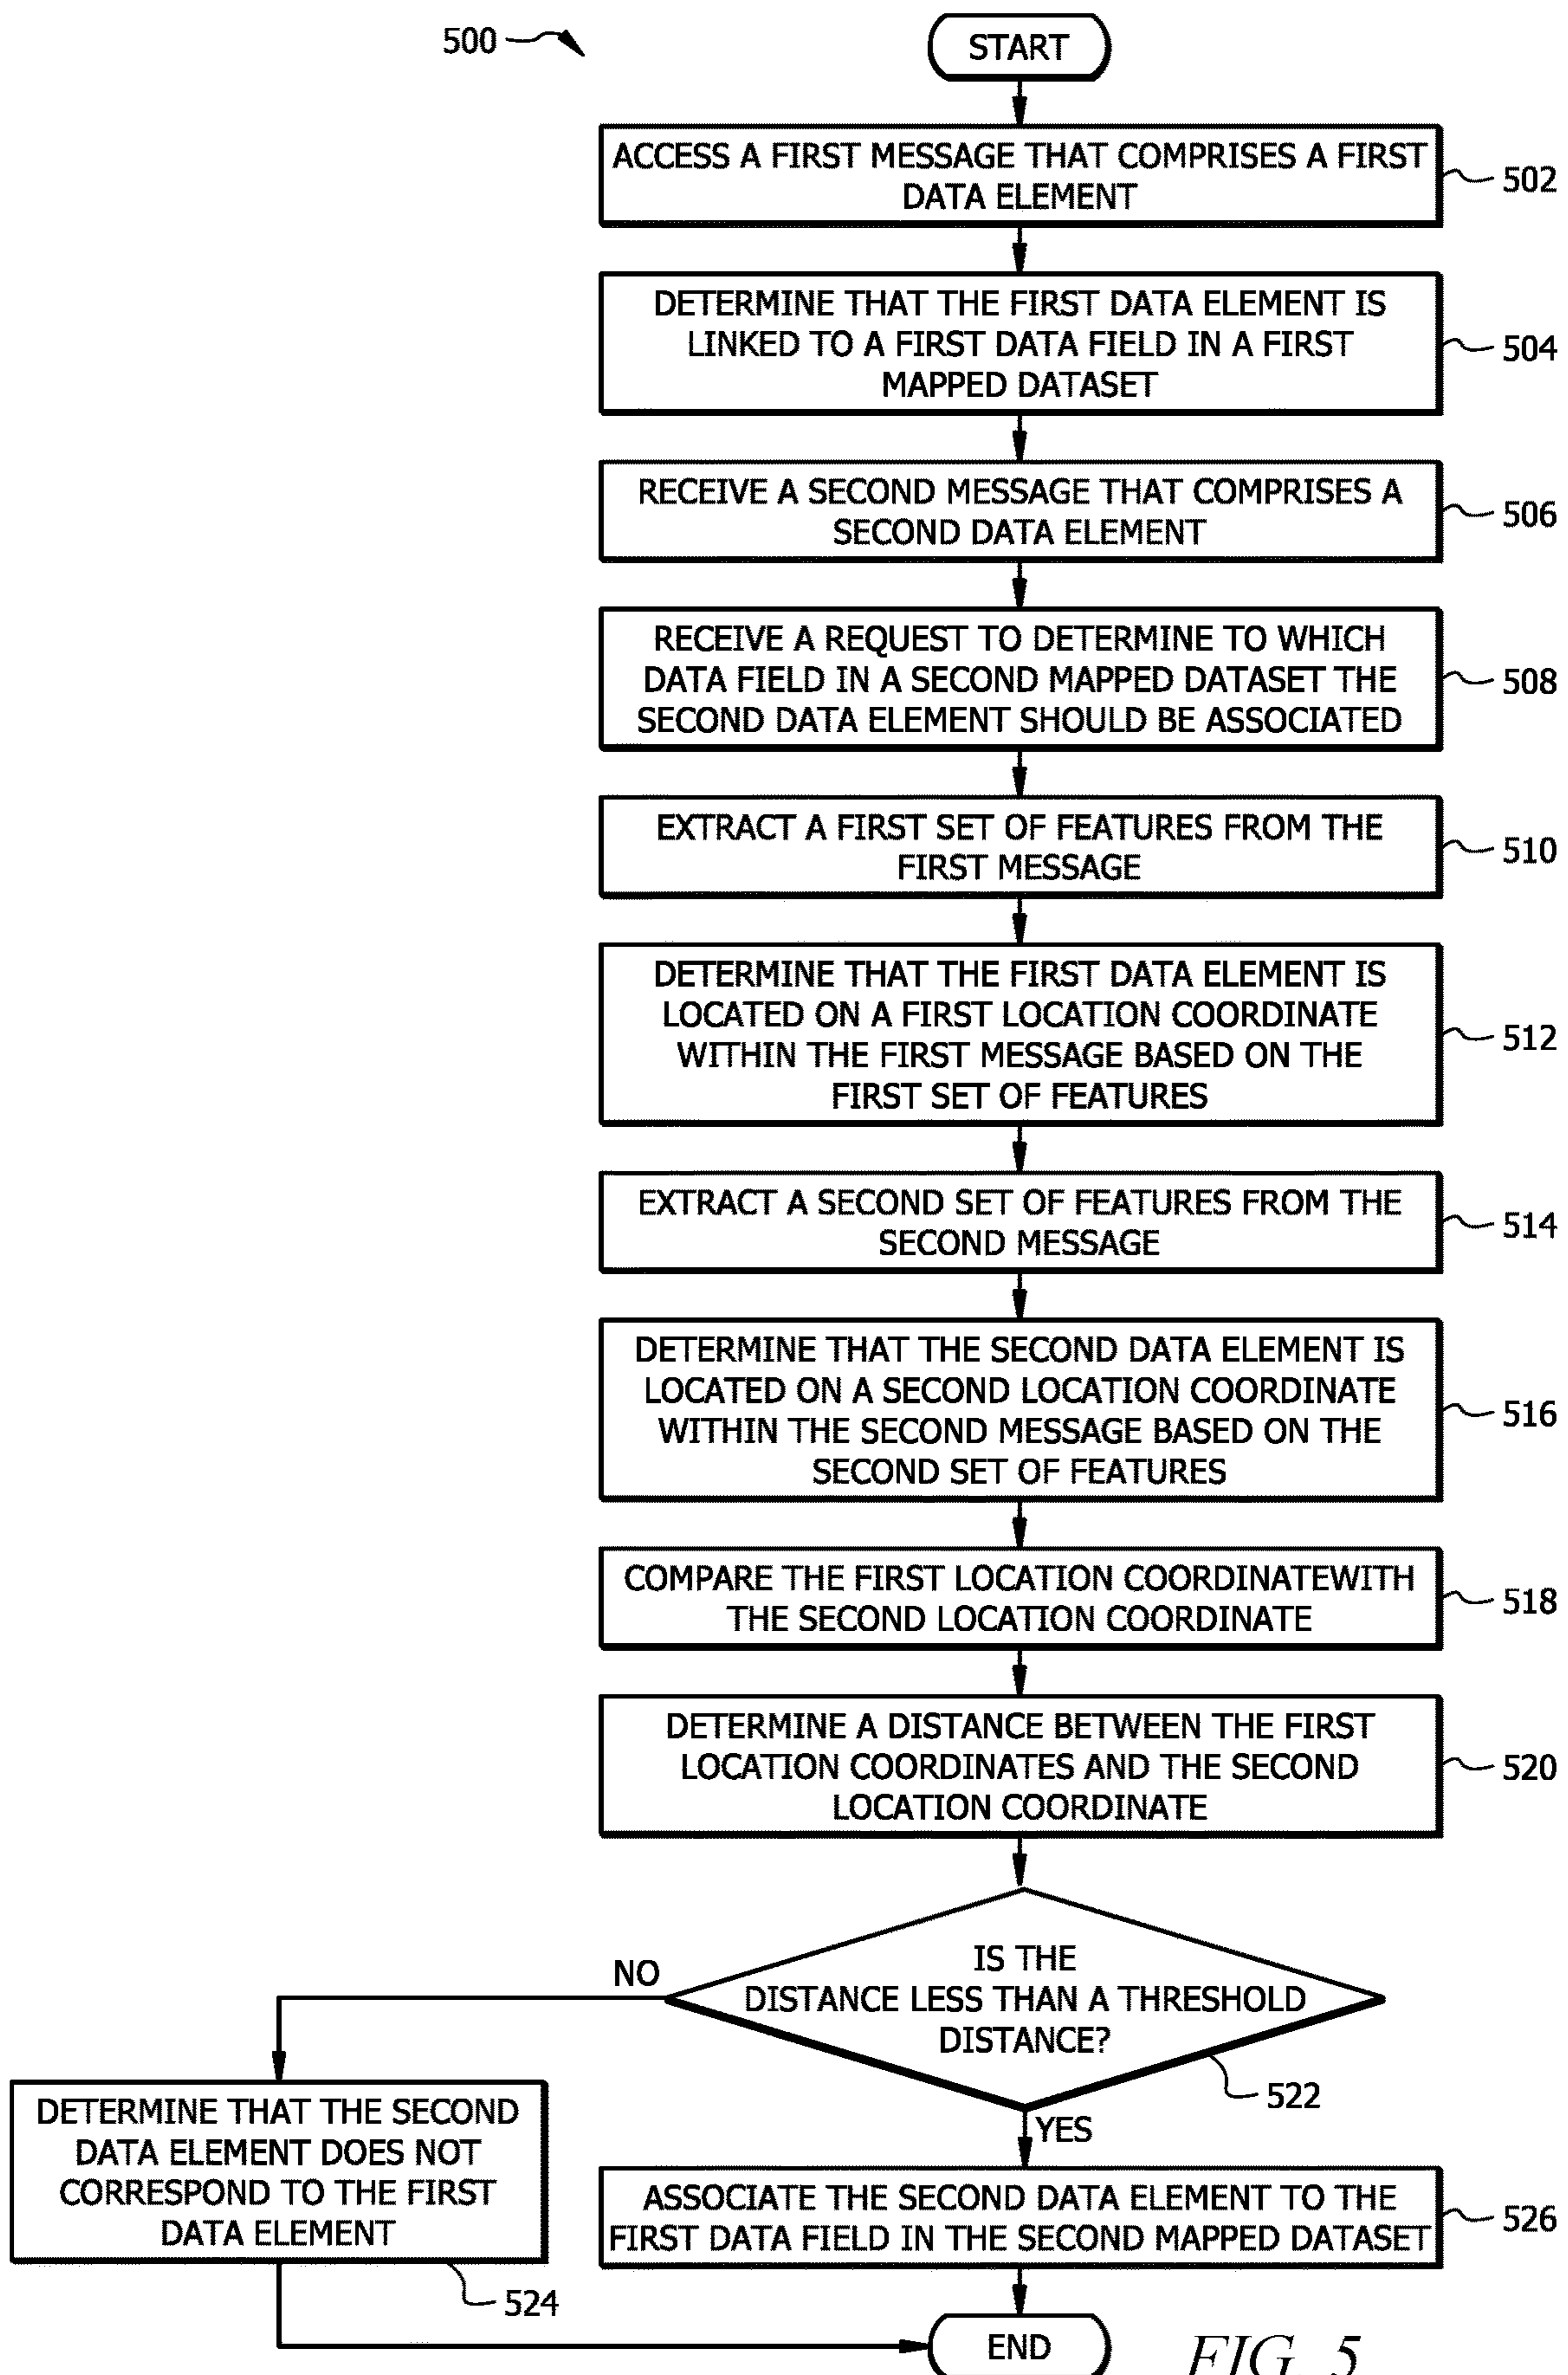 500
START
ACCESS A FIRST MESSAGE THAT COMPRISES A FIRST
DATA ELEMENT
502
DETERMINE THAT THE FIRST DATA ELEMENT IS
LINKED TO A FIRST DATA FIELD IN A FIRST
MAPPED DATASET
504
RECEIVE A SECOND MESSAGE THAT COMPRISES A
SECOND DATA ELEMENT
506
RECEIVE A REQUEST TO DETERMINE TO WHICH
DATA FIELD IN A SECOND MAPPED DATASET THE
SECOND DATA ELEMENT SHOULD BE ASSOCIATED
508
EXTRACT A FIRST SET OF FEATURES FROM THE
FIRST MESSAGE
510
DETERMINE THAT THE FIRST DATA ELEMENT IS
LOCATED ON A FIRST LOCATION COORDINATE
WITHIN THE FIRST MESSAGE BASED ON THE
FIRST SET OF FEATURES
512
EXTRACT A SECOND SET OF FEATURES FROM THE
SECOND MESSAGE
514
DETERMINE THAT THE SECOND DATA ELEMENT IS
LOCATED ON A SECOND LOCATION COORDINATE
WITHIN THE SECOND MESSAGE BASED ON THE
SECOND SET OF FEATURES
516
COMPARE THE FIRST LOCATION COORDINATEWITH
THE SECOND LOCATION COORDINATE
518
DETERMINE A DISTANCE BETWEEN THE FIRST
LOCATION COORDINATES AND THE SECOND
LOCATION COORDINATE
520
IS THE
DISTANCE LESS THAN A THRESHOLD
DISTANCE?
522
NO
YES
DETERMINE THAT THE SECOND
DATA ELEMENT DOES NOT
CORRESPOND TO THE FIRST
DATA ELEMENT
524
ASSOCIATE THE SECOND DATA ELEMENT TO THE
FIRST DATA FIELD IN THE SECOND MAPPED DATASET
526
END
FIG. 5